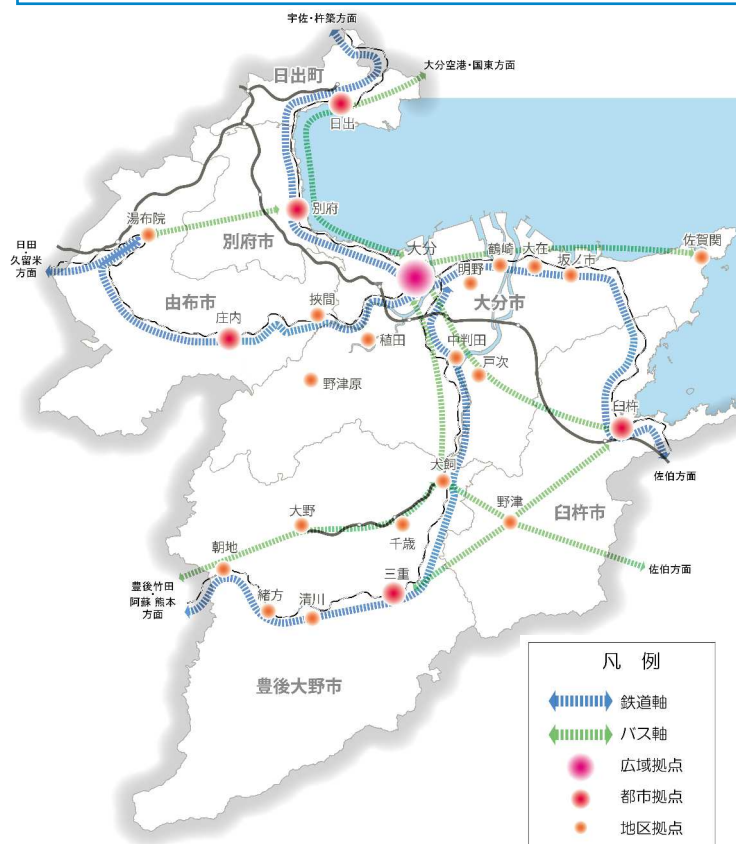 宇佐・杵築方面
大分空港・国東方面
日出町
日出
湯布院
別府
別府市
日田・
久留米
方面
大分
鶴崎
大在
坂ノ市
佐賀関
明野
大分市
由布市
庄内
挾間
稙田
中判田
戸次
野津原
臼杵
佐伯方面
犬飼
大野
千歳
野津
臼杵市
朝地
三重
佐伯方面
豊後竹田
・
阿蘇 熊本
方面
緒方
清川
豊後大野市
凡 例
鉄道軸
バス軸
広域拠点
都市拠点
地区拠点